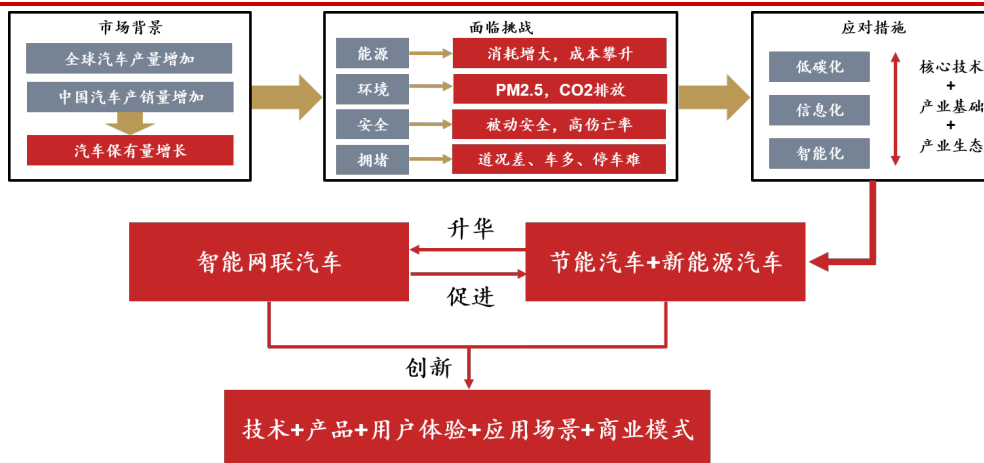 市场背景
全球汽车产量增加
中国汽车产销量增加
汽车保有量增长
面临挑战
能源
消耗增大，成本攀升
环境
PM2.5，CO2排放
安全
被动安全，高伤亡率
拥堵
道况差、车多、停车难
应对措施
低碳化
信息化
智能化
核心技术
+
产业基础
+
产业生态
智能网联汽车
升华
促进
节能汽车+新能源汽车
创新
技术+产品+用户体验+应用场景+商业模式